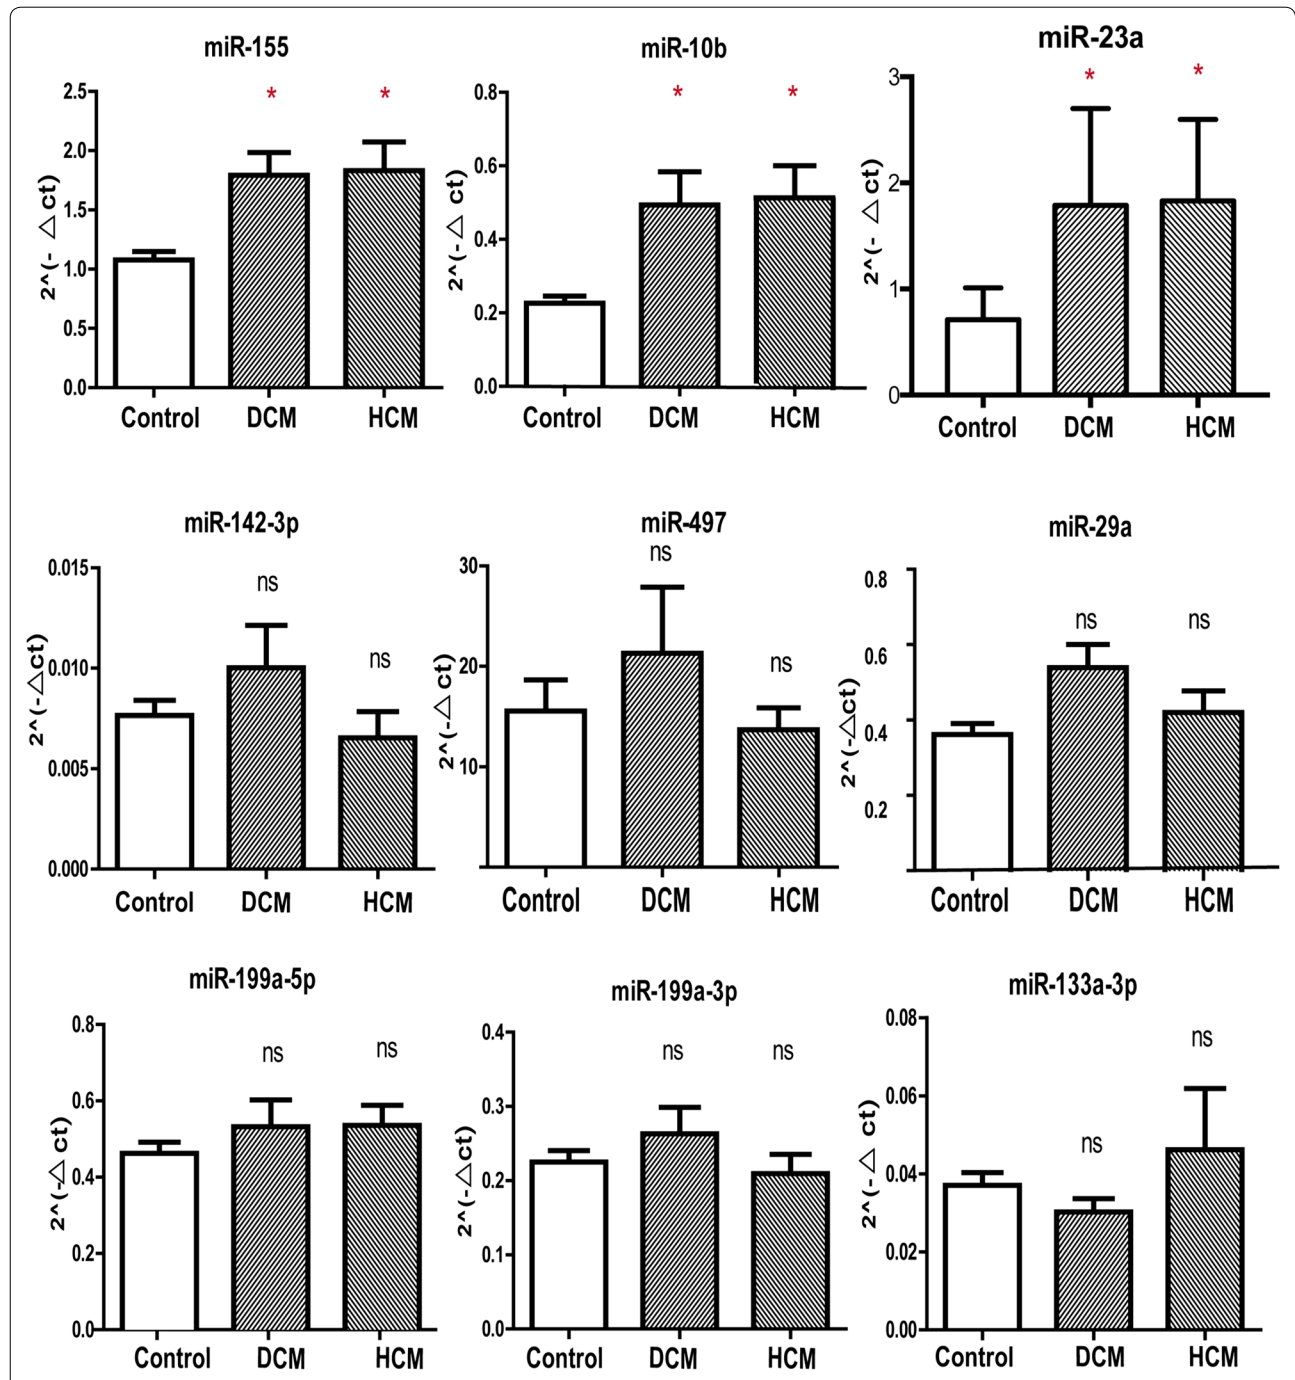 miR-155
*
*
2.5
2.0
1.5
1.0
0.5
0.0
2^(- △ ct)
Control DCM HCM
miR-10b
*
*
0.8
0.6
0.4
0.2
0.0
2^(- △ ct)
Control DCM HCM
miR-23a
*
*
3
2
1
0
2^(- △ ct)
Control DCM HCM
miR-142-3p
ns
ns
0.015
0.010
0.005
0.000
2^(-△ct)
Control DCM HCM
miR-497
ns
ns
30
20
10
2^(-△ ct)
Control DCM HCM
miR-29a
ns
ns
0.8
0.6
0.4
0.2
2^(-△ct)
Control DCM HCM
miR-199a-5p
ns
ns
0.8
0.6
0.4
0.2
0.0
2^(-△ ct)
Control DCM HCM
miR-199a-3p
ns
ns
0.4
0.3
0.2
0.1
0.0
2^(-△ct)
Control DCM HCM
miR-133a-3p
ns
ns
0.08
0.06
0.04
0.02
0.00
2^(-△ ct)
Control DCM HCM